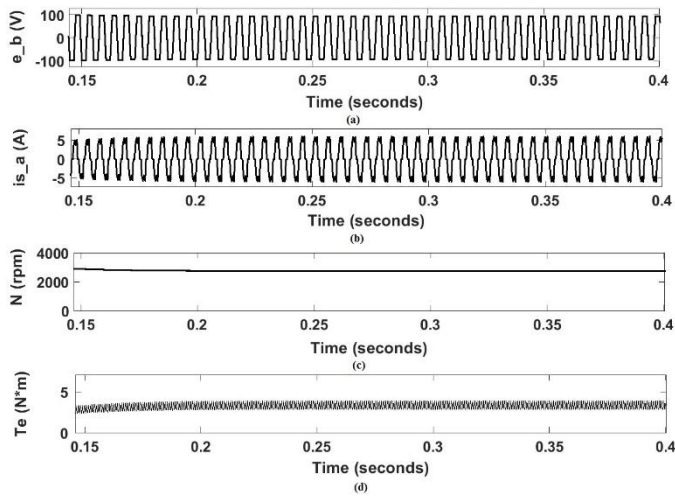 e_b (V)
100
0
-100
0.15 0.2 0.25 0.3 0.35 0.4
Time (seconds)
(a)
is_a (A)
5
0
-5
0.15 0.2 0.25 0.3 0.35 0.4
Time (seconds)
(b)
N (rpm)
4000
2000
0
0.15 0.2 0.25 0.3 0.35 0.4
Time (seconds)
(c)
Te (N*m)
5
0
0.15 0.2 0.25 0.3 0.35 0.4
Time (seconds)
(d)